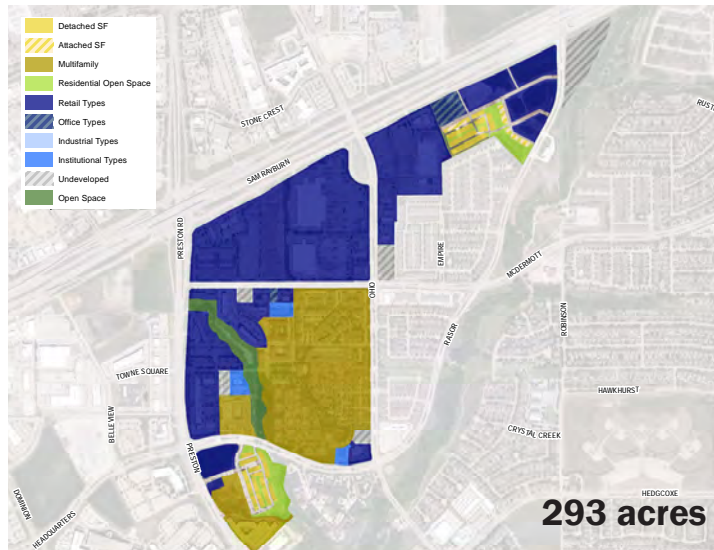 Detached SF
Attached SF
Multifamily
Residential Open Space
Retail Types
Office Types
Industrial Types
Institutional Types
Undeveloped
Open Space
STONE CREST
RUST
SAM RAYBURN
PRESTON RD
EMPIRE
MCDERMOTT
OHIO
RASOR
ROBINSON
TOWNE SQUARE
HAWKHURST
BELLE VIEW
CRYSTAL CREEK
PRESTON
DOMINION
HEADQUARTERS
HEDGCOXE
293 acres